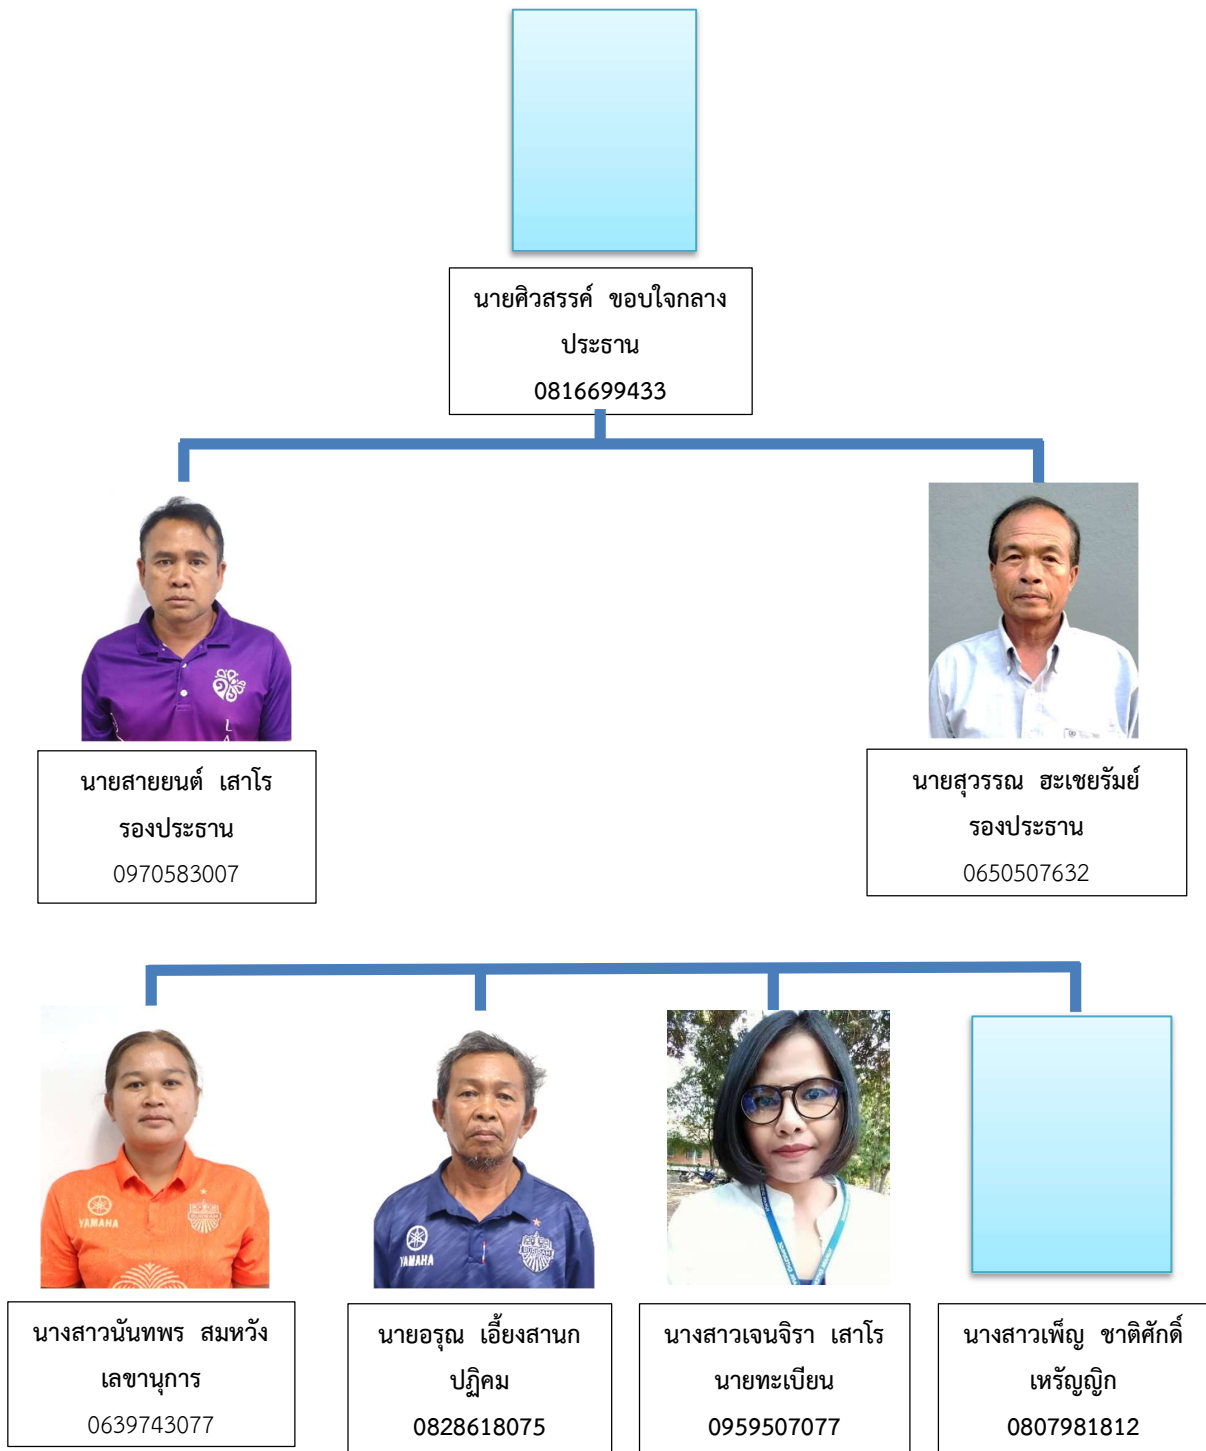 นายศิวสรรค์ ขอบใจกลาง
ประธาน
0816699433
นายสายยนต์ เสาโร
รองประธาน
0970583007
นายสุวรรณ ฮะเชยรัมย์
รองประธาน
0650507632
YAMAHA
BURIRAM
YAMAHA
BURIRAM
นางสาวนันทพร สมหวัง
เลขานุการ
0639743077
นายอรุณ เอี้ยงสานก
ปฏิคม
0828618075
นางสาวเจนจิรา เสาโร
นายทะเบียน
0959507077
นางสาวเพ็ญ ชาติศักดิ์
เหรัญญิก
0807981812